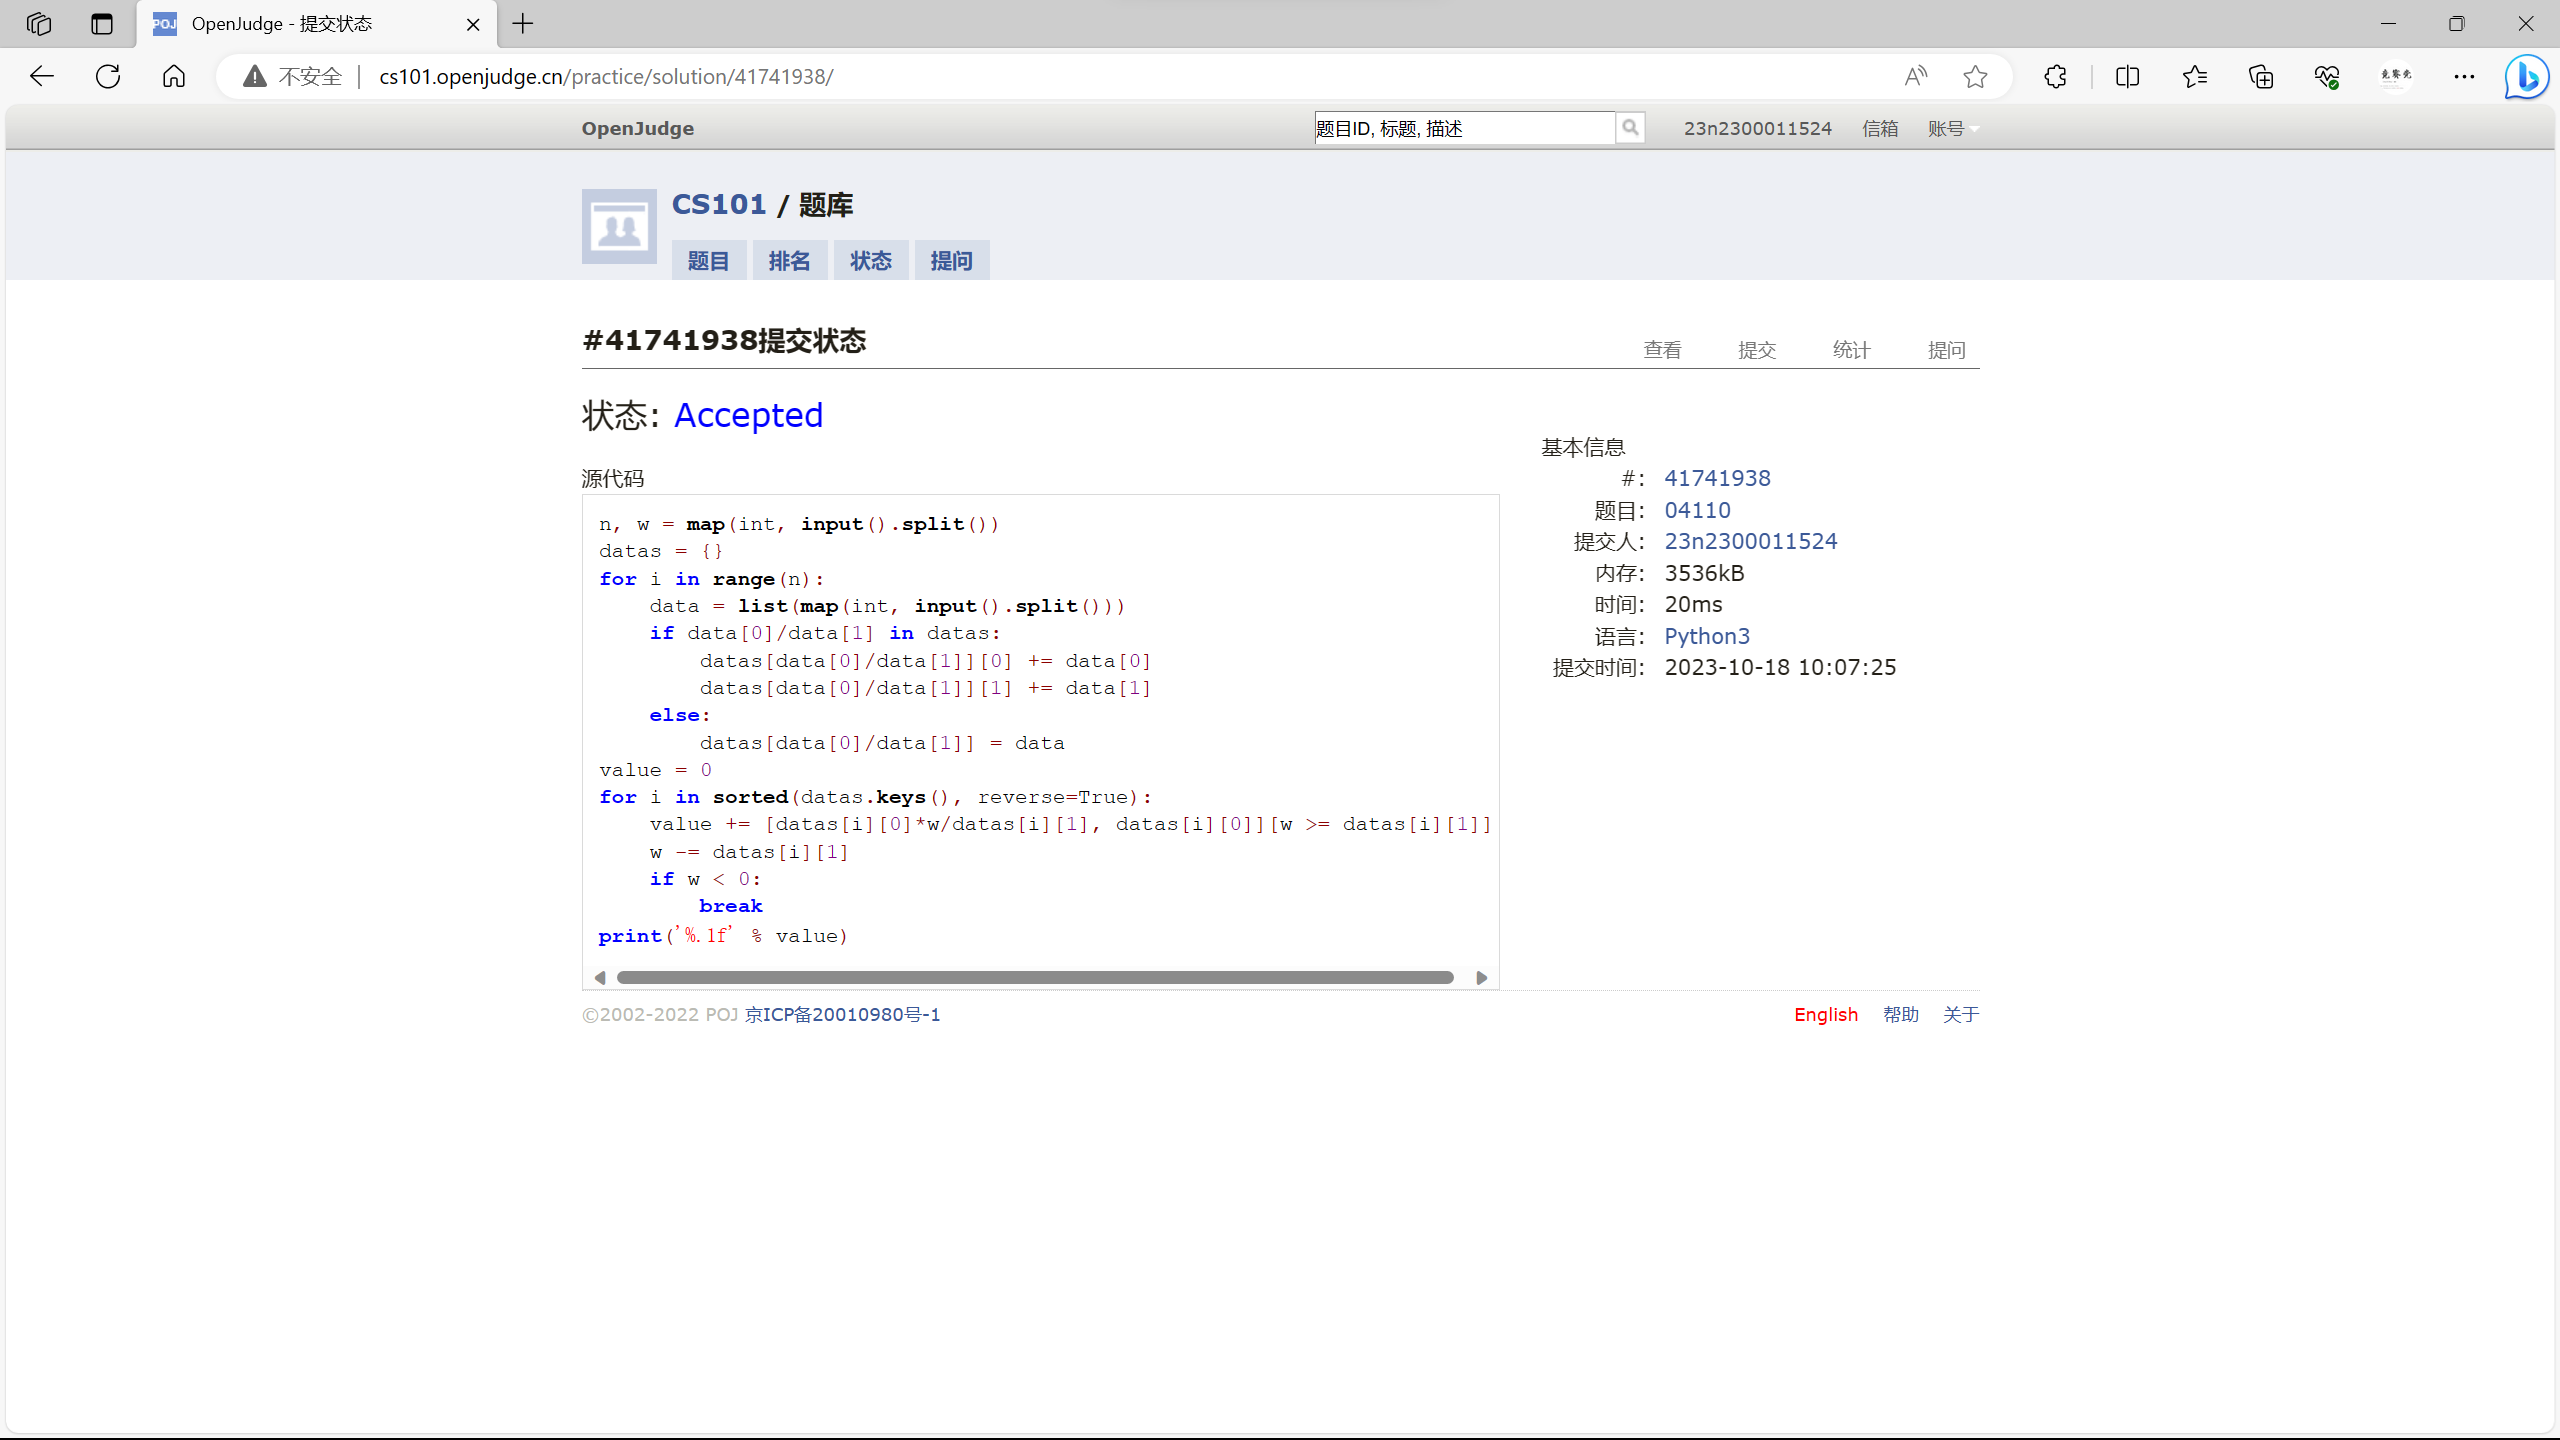 POJ OpenJudge - 提交状态
不安全 cs101.openjudge.cn/practice/solution/41741938/
OpenJudge 题目ID, 标题, 描述 23n2300011524 信箱 账号
CS101 / 题库
题目 排名 状态 提问
#41741938提交状态 查看 提交 统计 提问
状态: Accepted
源代码
n, w = map(int, input().split())
datas = {}
for i in range(n):
    data = list(map(int, input().split()))
    if data[0]/data[1] in datas:
        datas[data[0]/data[1]][0] += data[0]
        datas[data[0]/data[1]][1] += data[1]
    else:
        datas[data[0]/data[1]] = data
value = 0
for i in sorted(datas.keys(), reverse=True):
    value += [datas[i][0]*w/datas[i][1], datas[i][0]][w >= datas[i][1]]
    w -= datas[i][1]
    if w < 0:
        break
print('%.1f' % value)
基本信息
#: 41741938
题目: 04110
提交人: 23n2300011524
内存: 3536kB
时间: 20ms
语言: Python3
提交时间: 2023-10-18 10:07:25
©2002-2022 POJ 京ICP备20010980号-1 English 帮助 关于